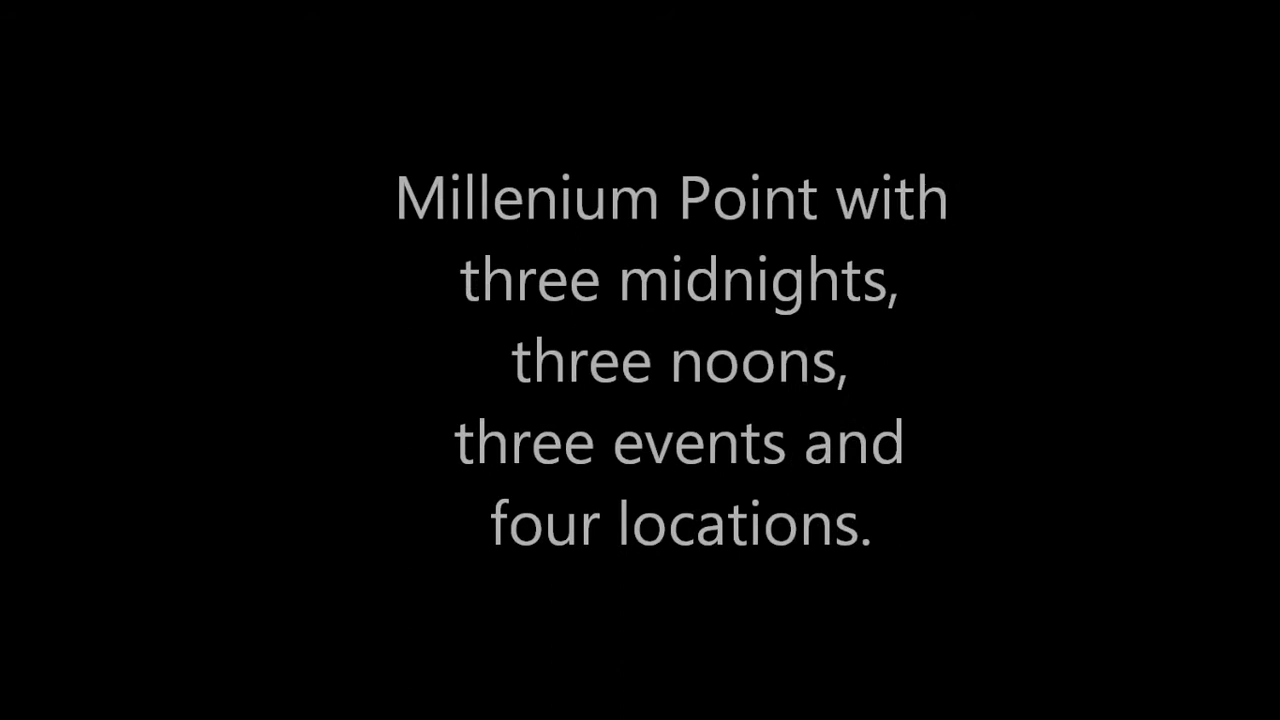 Millenium Point with
three midnights,
three noons,
three events and
four locations.